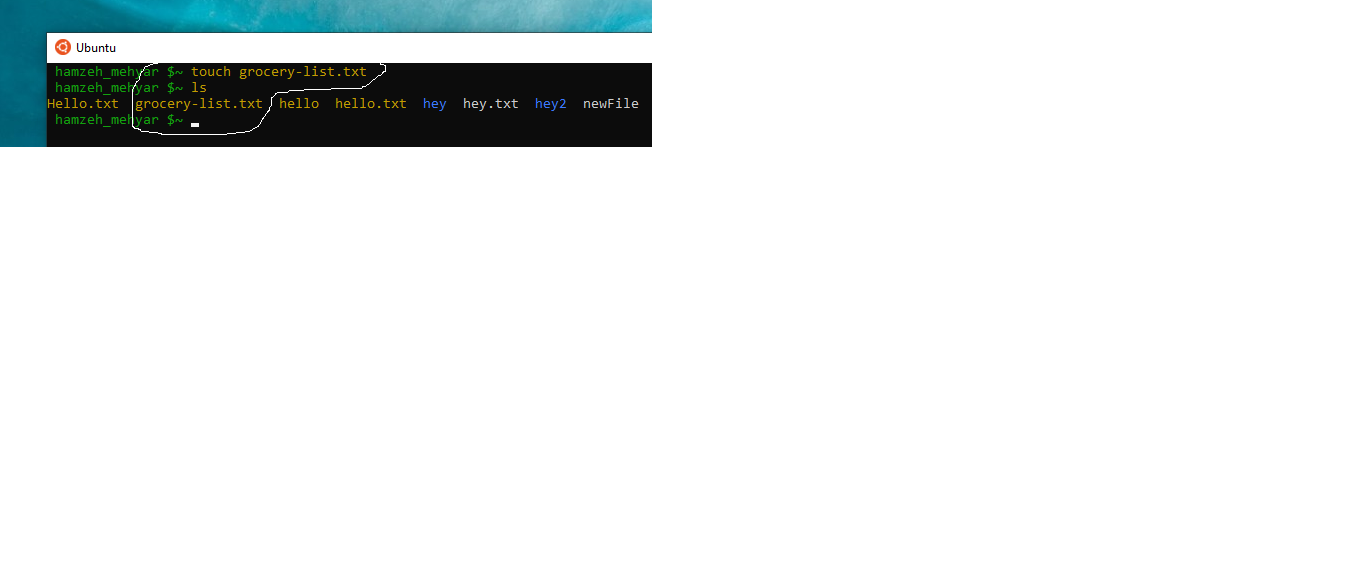 Ubuntu
hamzeh_mehyar $~ touch grocery-list.txt
hamzeh_mehyar $~ ls
Hello.txt grocery-list.txt hello hello.txt hey hey.txt hey2 newFile
hamzeh_mehyar $~